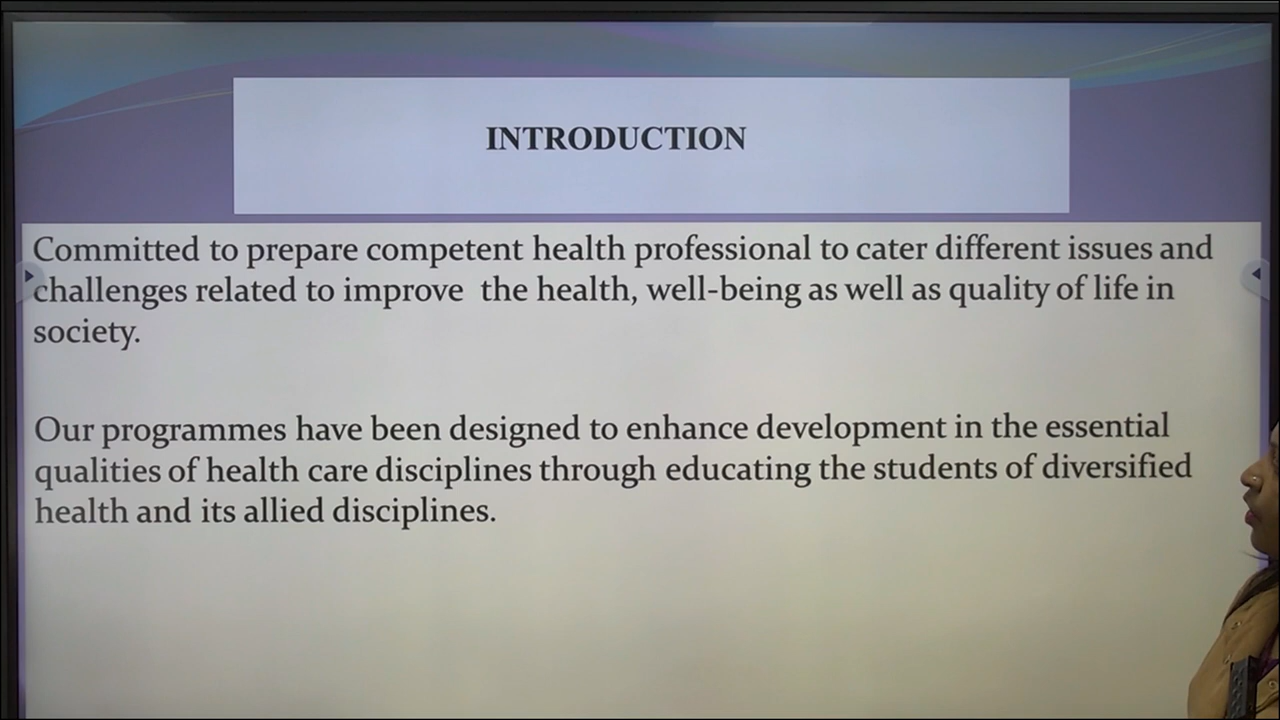 INTRODUCTION
Committed to prepare competent health professional to cater different issues and
challenges related to improve the health, well-being as well as quality of life in
society.
Our programmes have been designed to enhance development in the essential
qualities of health care disciplines through educating the students of diversified
health and its allied disciplines.